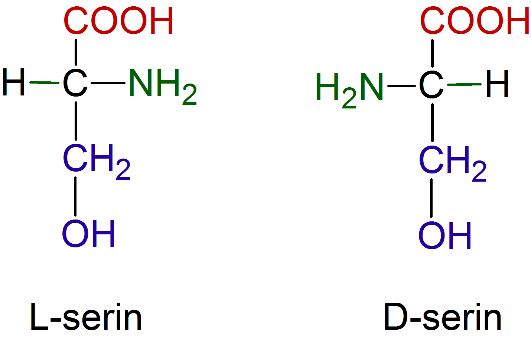 COOH COOH
H C NH₂ H₂N C H
CH₂ CH₂
OH OH
L-serin D-serin